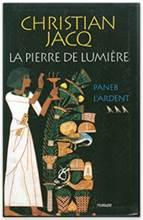 CHRISTIAN
JACQ
LA PIERRE DE LUMIÈRE
PANEB
L'ARDENT